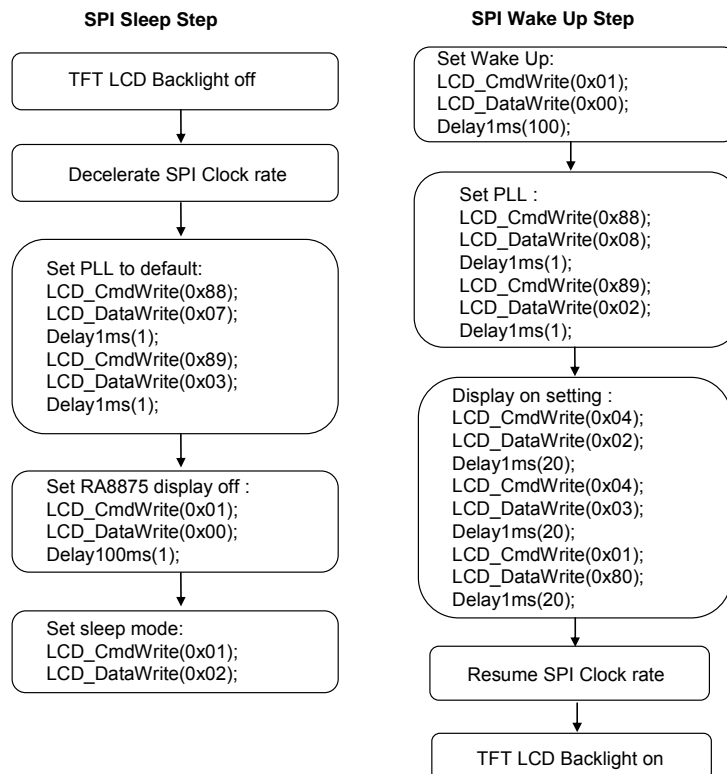 SPI Sleep Step
TFT LCD Backlight off
Decelerate SPI Clock rate
Set PLL to default:
LCD_CmdWrite(0x88);
LCD_DataWrite(0x07);
Delay1ms(1);
LCD_CmdWrite(0x89);
LCD_DataWrite(0x03);
Delay1ms(1);
Set RA8875 display off :
LCD_CmdWrite(0x01);
LCD_DataWrite(0x00);
Delay100ms(1);
Set sleep mode:
LCD_CmdWrite(0x01);
LCD_DataWrite(0x02);
SPI Wake Up Step
Set Wake Up:
LCD_CmdWrite(0x01);
LCD_DataWrite(0x00);
Delay1ms(100);
Set PLL :
LCD_CmdWrite(0x88);
LCD_DataWrite(0x08);
Delay1ms(1);
LCD_CmdWrite(0x89);
LCD_DataWrite(0x02);
Delay1ms(1);
Display on setting :
LCD_CmdWrite(0x04);
LCD_DataWrite(0x02);
Delay1ms(20);
LCD_CmdWrite(0x04);
LCD_DataWrite(0x03);
Delay1ms(20);
LCD_CmdWrite(0x01);
LCD_DataWrite(0x80);
Delay1ms(20);
Resume SPI Clock rate
TFT LCD Backlight on